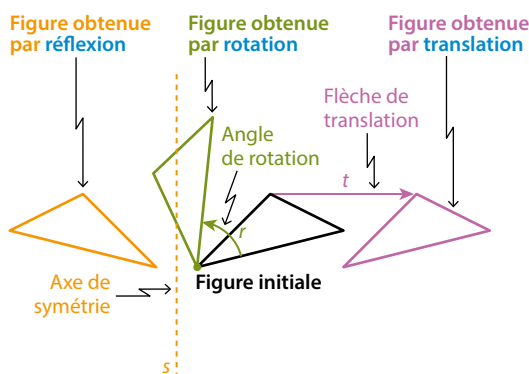 Figure obtenue
par réflexion
Figure obtenue
par rotation
Figure obtenue
par translation
Flèche de
translation
Angle
de rotation
t
r
Figure initiale
Axe de
symétrie
s